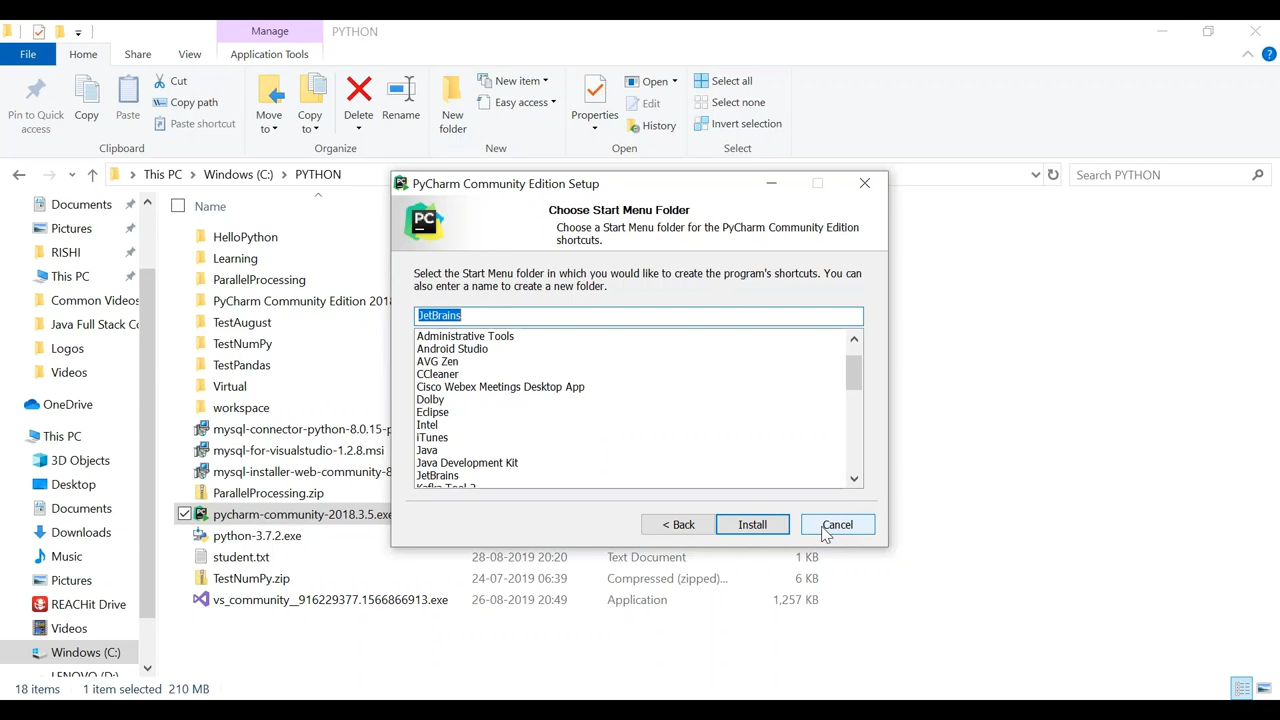 Manage
PYTHON
File
Home
Share
View
Application Tools
Pin to Quick
access
Copy
Paste
Cut
Copy path
Paste shortcut
Clipboard
Move
to
Copy
to
Delete
Rename
Organize
New
folder
New item
Easy access
New
Properties
Open
Edit
History
Open
Select all
Select none
Invert selection
Select
This PC
Windows (C:)
PYTHON
Search PYTHON
Documents
Pictures
RISHI
This PC
Common Videos
Java Full Stack Co
Logos
Videos
OneDrive
This PC
3D Objects
Desktop
Documents
Downloads
Music
Pictures
REACHit Drive
Videos
Windows (C:)
LENOVO (D:)
Name
HelloPython
Learning
ParallelProcessing
PyCharm Community Edition 201
TestAugust
TestNumPy
TestPandas
Virtual
workspace
mysql-connector-python-8.0.15-p
mysql-for-visualstudio-1.2.8.msi
mysql-installer-web-community-8
ParallelProcessing.zip
pycharm-community-2018.3.5.exe
python-3.7.2.exe
student.txt 28-08-2019 20:20 Text Document 1 KB
TestNumPy.zip 24-07-2019 06:39 Compressed (zipped)... 6 KB
vs_community__916229377.1566866913.exe 26-08-2019 20:49 Application 1,257 KB
PyCharm Community Edition Setup
PC
Choose Start Menu Folder
Choose a Start Menu folder for the PyCharm Community Edition
shortcuts.
Select the Start Menu folder in which you would like to create the program's shortcuts. You can
also enter a name to create a new folder.
JetBrains
Administrative Tools
Android Studio
AVG Zen
CCleaner
Cisco Webex Meetings Desktop App
Dolby
Eclipse
Intel
iTunes
Java
Java Development Kit
JetBrains
Kafka Tool 2
< Back
Install
Cancel
18 items 1 item selected 210 MB